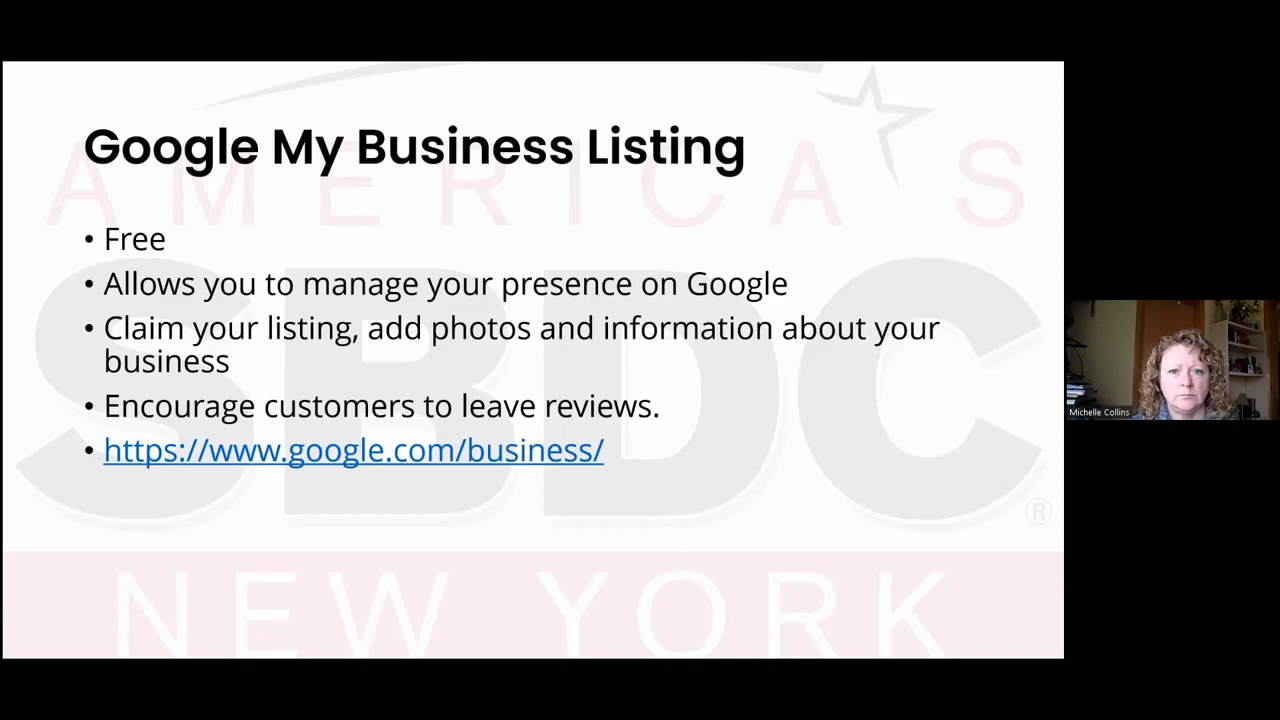 Google My Business Listing
• Free
• Allows you to manage your presence on Google
• Claim your listing, add photos and information about your
business
• Encourage customers to leave reviews.
• https://www.google.com/business/
AMERICA'S
SBDC
®
NEW YORK
Michelle Collins